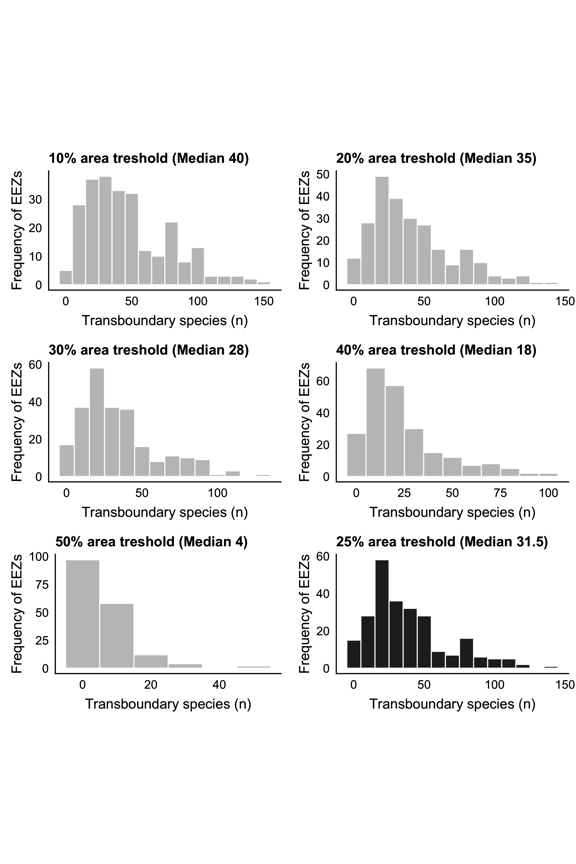 10% area treshold (Median 40)
20% area treshold (Median 35)
Frequency of EEZs
30
20
10
0
0
50
100
150
Transboundary species (n)
Frequency of EEZs
50
40
30
20
10
0
0
50
100
150
Transboundary species (n)
30% area treshold (Median 28)
40% area treshold (Median 18)
Frequency of EEZs
60
40
20
0
0
50
100
Transboundary species (n)
Frequency of EEZs
60
40
20
0
0
25
50
75
100
Transboundary species (n)
50% area treshold (Median 4)
25% area treshold (Median 31.5)
Frequency of EEZs
100
75
50
25
0
0
20
40
Transboundary species (n)
Frequency of EEZs
60
40
20
0
0
50
100
150
Transboundary species (n)